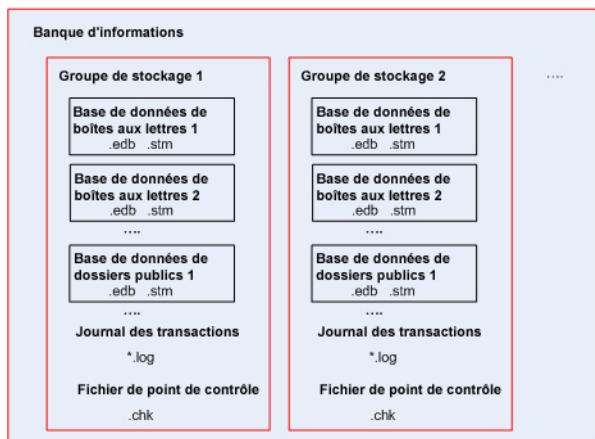 Banque d'informations
Groupe de stockage 1
Base de données de
boîtes aux lettres 1
.edb .stm
Base de données de
boîtes aux lettres 2
.edb .stm
....
Base de données de
dossiers publics 1
.edb .stm
....
Journal des transactions
*.log
Fichier de point de contrôle
.chk
Groupe de stockage 2
Base de données de
boîtes aux lettres 1
.edb .stm
Base de données de
boîtes aux lettres 2
.edb .stm
....
Base de données de
dossiers publics 1
.edb .stm
....
Journal des transactions
*.log
Fichier de point de contrôle
.chk
....